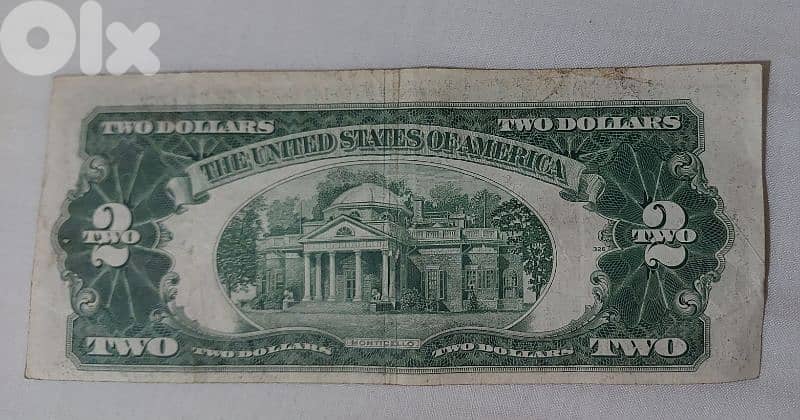 OLX
TWO DOLLARS TWO DOLLARS
THE UNITED STATES OF AMERICA
2 2
TWO TWO
326
MONTICELLO
TWO TWO DOLLARS TWO DOLLARS TWO